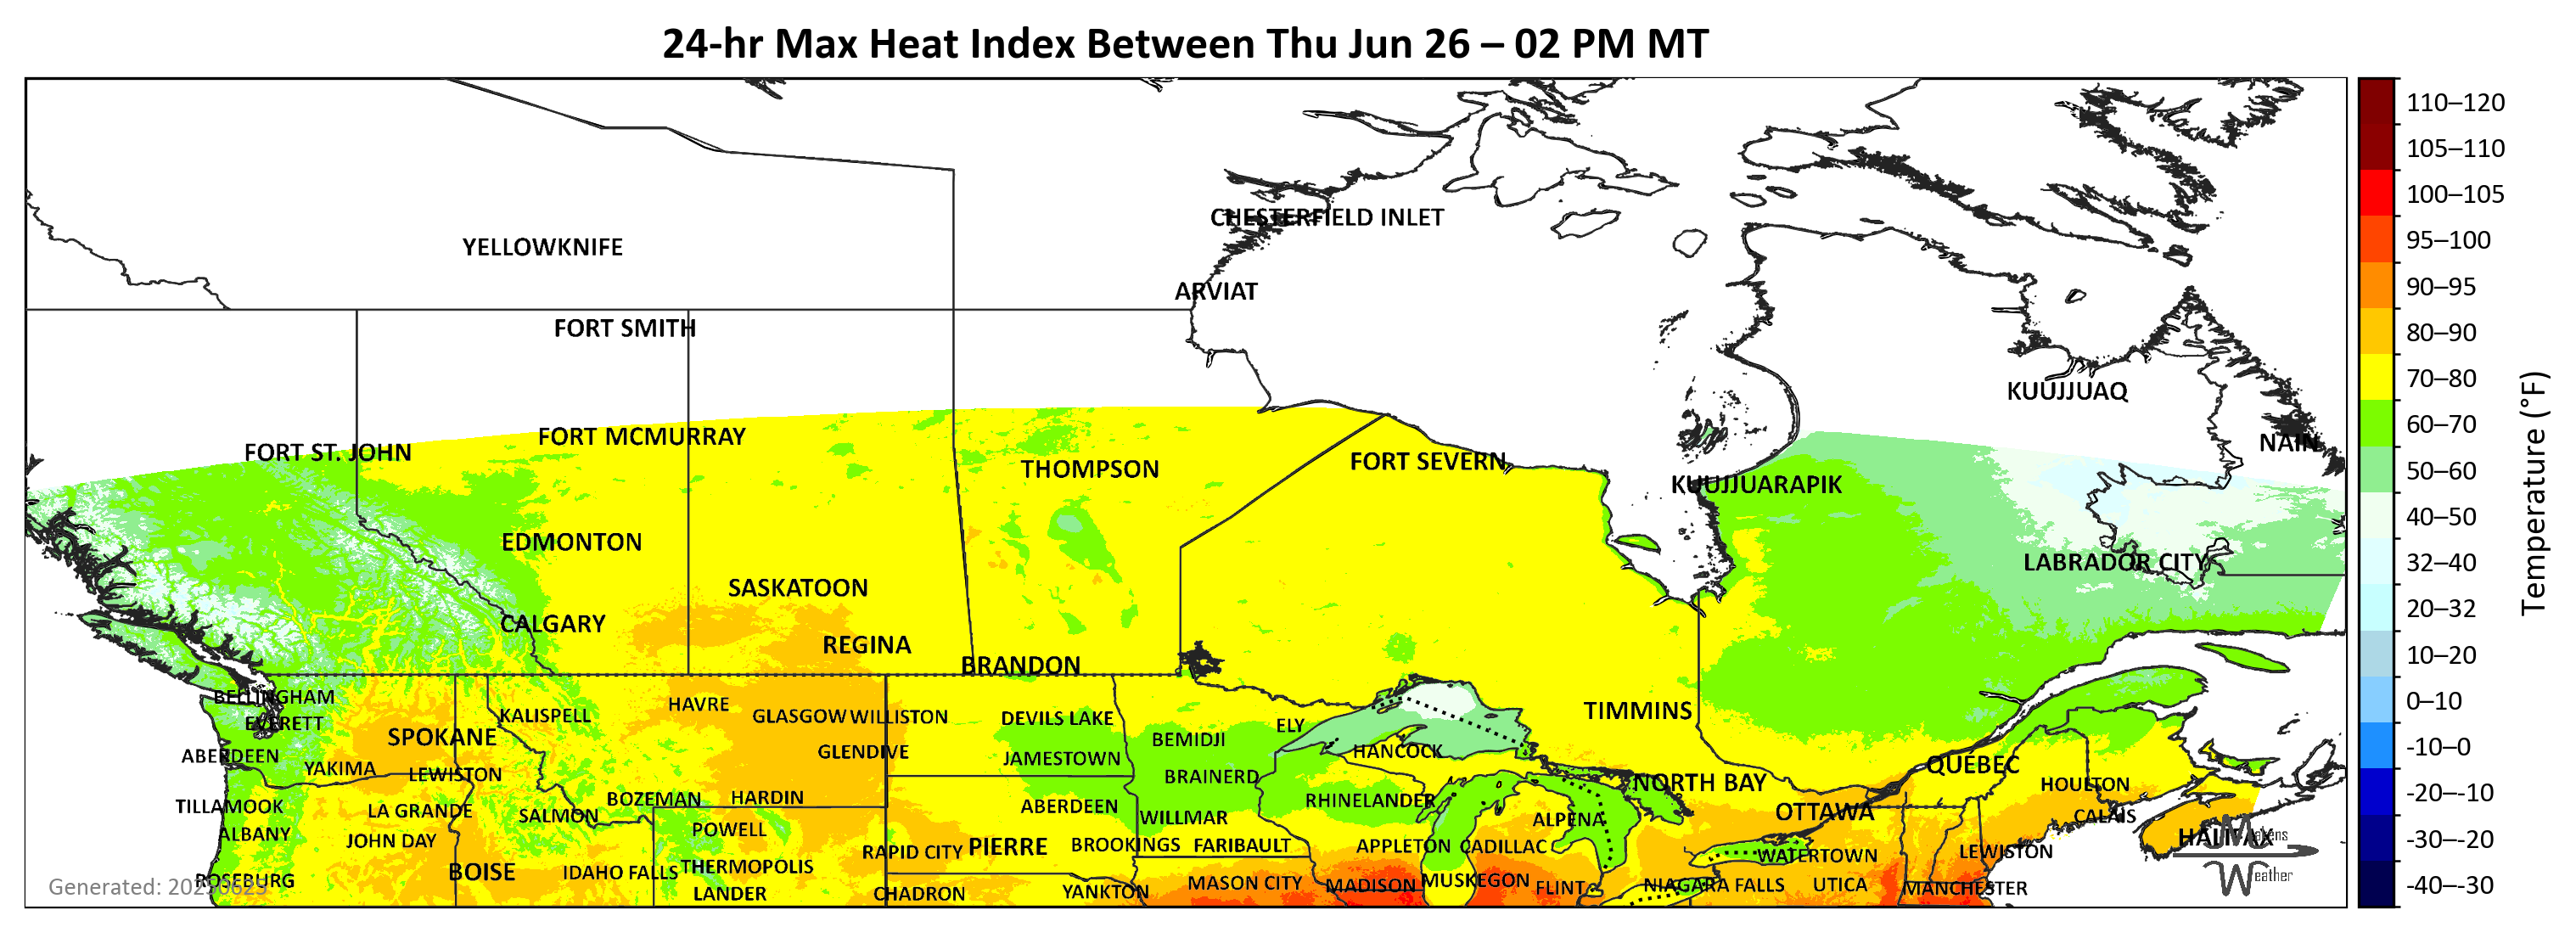 24-hr Max Heat Index Between Thu Jun 26 – 02 PM MT
110–120
105–110
100–105
95–100
90–95
80–90
70–80
60–70
50–60
40–50
32–40
20–32
10–20
0–10
-10–0
-20–-10
-30–-20
-40–-30
Temperature (°F)
CHESTERFIELD INLET
YELLOWKNIFE
ARVIAT
FORT SMITH
KUUJJUAQ
FORT MCMURRAY
NAIN
FORT ST. JOHN
FORT SEVERN
THOMPSON
KUUJJUARAPIK
EDMONTON
LABRADOR CITY
SASKATOON
CALGARY
REGINA
BRANDON
BELLINGHAM
HAVRE
TIMMINS
KALISPELL
GLASGOW
WILLISTON
DEVILS LAKE
EVERETT
ELY
SPOKANE
BEMIDJI
HANCOCK
GLENDIVE
ABERDEEN
JAMESTOWN
QUÉBEC
YAKIMA
LEWISTON
BRAINERD
NORTH BAY
HOULTON
BOZEMAN
HARDIN
RHINELANDER
TILLAMOOK
ABERDEEN
LA GRANDE
OTTAWA
SALMON
WILLMAR
CALAIS
ALPENA
POWELL
ALBANY
HALIFAX
JOHN DAY
PIERRE
BROOKINGS
FARIBAULT
APPLETON
CADILLAC
RAPID CITY
LEWISTON
WATERTOWN
THERMOPOLIS
BOISE
IDAHO FALLS
ROSEBURG
MUSKEGON
MASON CITY
MADISON
NIAGARA FALLS
UTICA
FLINT
MANCHESTER
YANKTON
LANDER
CHADRON
Generated: 20250625
Matens
Weather